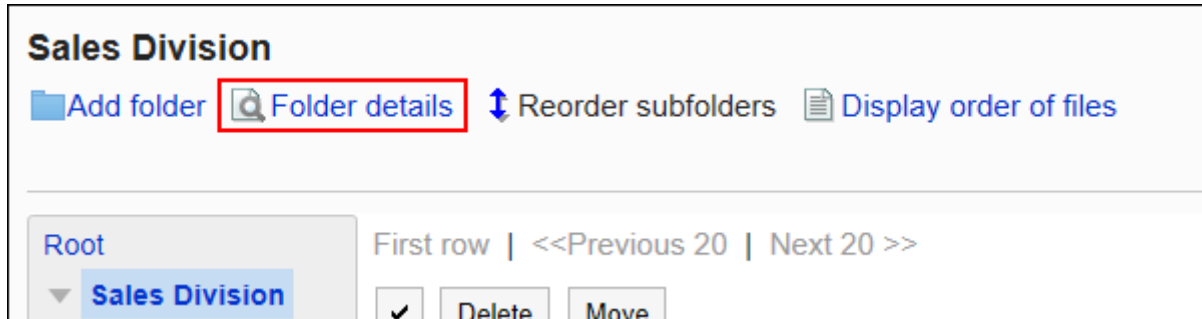 Sales Division
Add folder Folder details Reorder subfolders Display order of files
Root
First row | <<Previous 20 | Next 20 >>
Sales Division
Delete Move